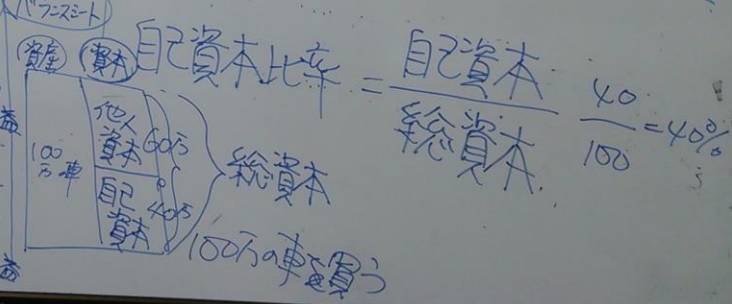 バランスシート
資産 資本
自己資本比率 = 自己資本 / 総資本
40 / 100 = 40%
100万 車
他人資本 60万
自己資本 40万
総資本
100万の車を買う
益
益